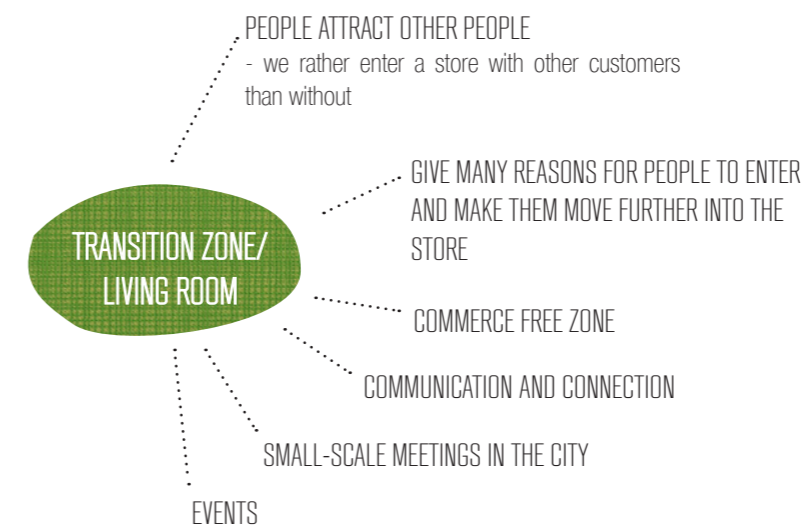 PEOPLE ATTRACT OTHER PEOPLE
- we rather enter a store with other customers
than without
GIVE MANY REASONS FOR PEOPLE TO ENTER
AND MAKE THEM MOVE FURTHER INTO THE
STORE
TRANSITION ZONE/
LIVING ROOM
COMMERCE FREE ZONE
COMMUNICATION AND CONNECTION
SMALL-SCALE MEETINGS IN THE CITY
EVENTS